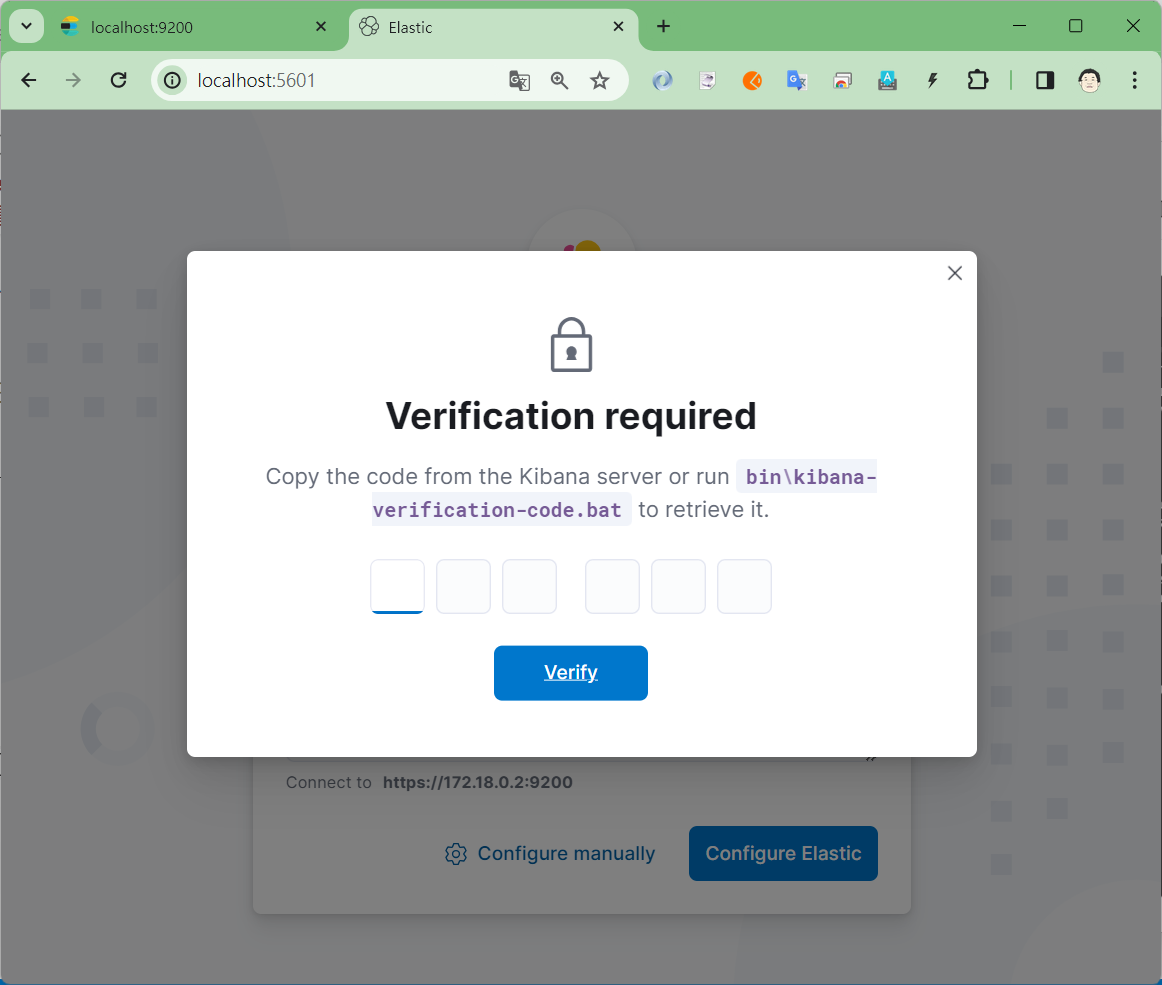 localhost:9200
Elastic
localhost:5601
Verification required
Copy the code from the Kibana server or run bin\kibana-
verification-code.bat to retrieve it.
Verify
Connect to https://172.18.0.2:9200
Configure manually
Configure Elastic